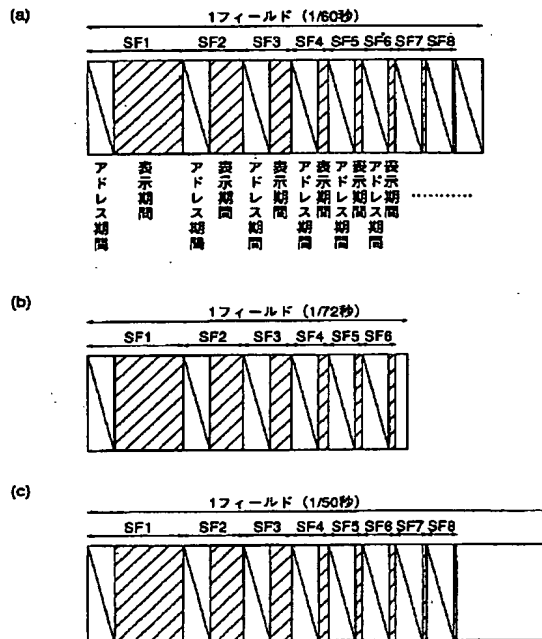 (a)
1フィールド (1/60秒)
SF1 SF2 SF3 SF4 SF5 SF6 SF7 SF8
アドレス期間
表示期間
アドレス期間
表示期間
アドレス期間
表示期間
アドレス期間
表示期間
アドレス期間
表示期間
アドレス期間
表示期間
…………
(b)
1フィールド (1/72秒)
SF1 SF2 SF3 SF4 SF5 SF6
(c)
1フィールド (1/50秒)
SF1 SF2 SF3 SF4 SF5 SF6 SF7 SF8